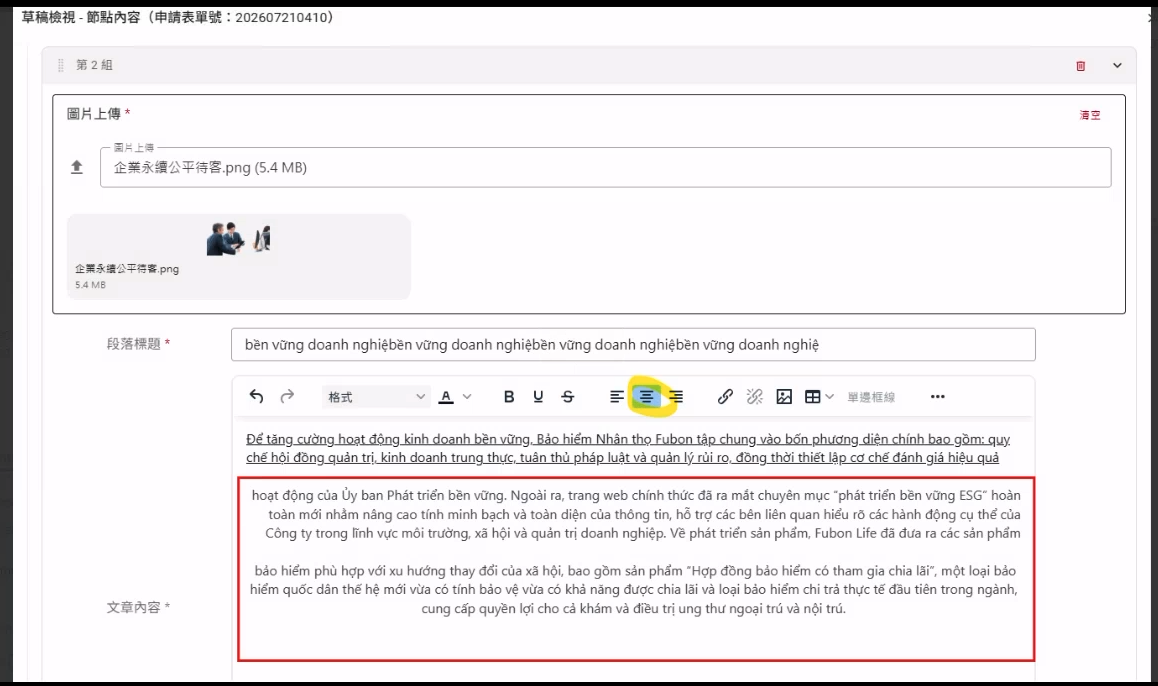 草稿檢視 - 節點內容（申請表單號：202607210410）
第 2 組
圖片上傳 *
清空
圖片上傳
企業永續公平待客.png (5.4 MB)
企業永續公平待客.png
5.4 MB
段落標題 *
bền vững doanh nghiệbền vững doanh nghiệbền vững doanh nghiệbền vững doanh nghiệ
格式
A
B U S
單邊框線
Để tăng cường hoạt động kinh doanh bền vững, Bảo hiểm Nhân thọ Fubon tập chung vào bốn phương diện chính bao gồm: quy
chế hội đồng quản trị, kinh doanh trung thực, tuân thủ pháp luật và quản lý rủi ro, đồng thời thiết lập cơ chế đánh giá hiệu quả
hoạt động của Ủy ban Phát triển bền vững. Ngoài ra, trang web chính thức đã ra mắt chuyên mục “phát triển bền vững ESG” hoàn
toàn mới nhằm nâng cao tính minh bạch và toàn diện của thông tin, hỗ trợ các bên liên quan hiểu rõ các hành động cụ thể của
Công ty trong lĩnh vực môi trường, xã hội và quản trị doanh nghiệp. Về phát triển sản phẩm, Fubon Life đã đưa ra các sản phẩm
bảo hiểm phù hợp với xu hướng thay đổi của xã hội, bao gồm sản phẩm “Hợp đồng bảo hiểm có tham gia chia lãi”, một loại bảo
hiểm quốc dân thế hệ mới vừa có tính bảo vệ vừa có khả năng được chia lãi và loại bảo hiểm chi trả thực tế đầu tiên trong ngành,
文章內容 *
cung cấp quyền lợi cho cả khám và điều trị ung thư ngoại trú và nội trú.